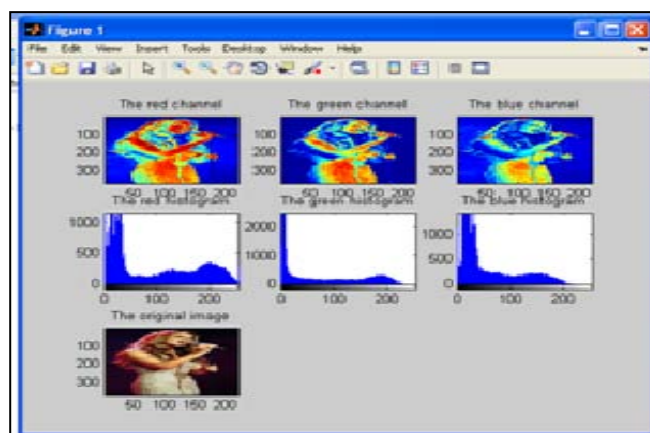 Figure 1
File Edit View Insert Tools Desktop Window Help
The red channel The green channel The blue channel
100 100 100
200 200 200
300 300 300
50 100 150 200 50 100 150 200 50 100 150 200
The red histogram The green histogram The blue histogram
1000 2000 1000
500 1000 500
0 0 0
0 100 200 0 100 200 0 100 200
The original image
100
200
300
50 100 150 200